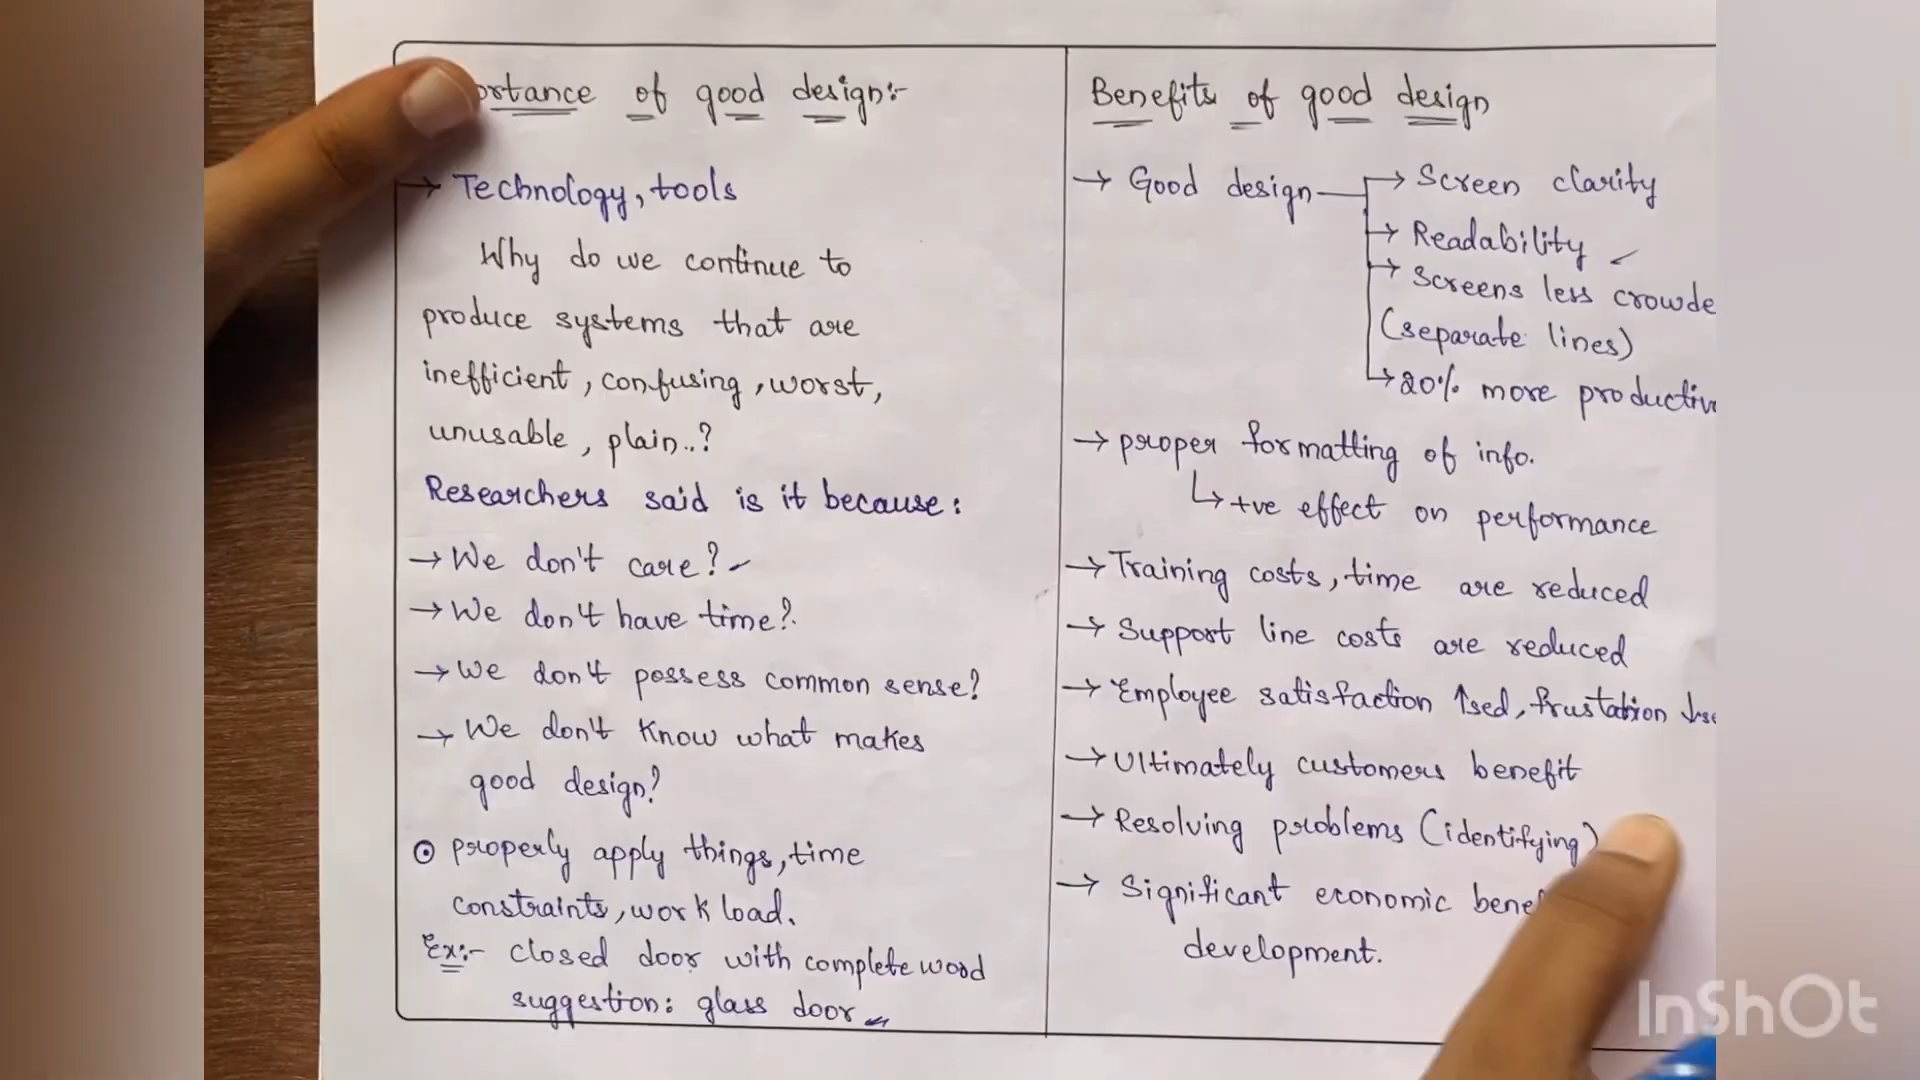 of good design:-
→ Technology, tools
Why do we continue to
produce systems that are
inefficient, confusing, worst,
unusable, plain..?
Researchers said is it because:
→ We don't care?
→ We don't have time?
→ We don't possess common sense?
→ We don't know what makes
good design?
⊙ properly apply things, time
constraints, work load.
Ex:- closed door with complete wood
suggestion: glass door
Benefits of good design
→ Good design → Screen clarity
→ Readability
→ Screens less
(separate lines)
→ 20% more
→ proper formatting of info.
↳ +ve effect on performance
→ Training costs, time are reduced
→ Support line costs are reduced
→ Employee satisfaction ↑sed, frustation
→ Ultimately customers benefit
→ Resolving problems (identifying)
→ Significant economic
development.
InShOt